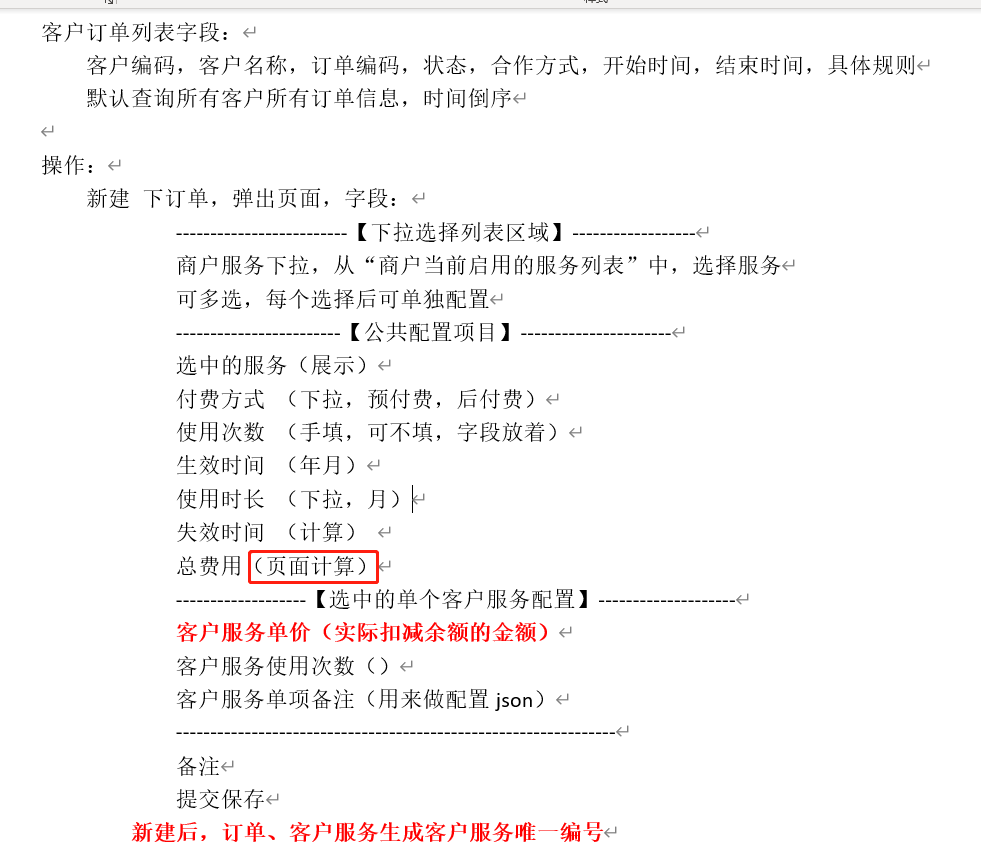 客户订单列表字段：
客户编码，客户名称，订单编码，状态，合作方式，开始时间，结束时间，具体规则
默认查询所有客户所有订单信息，时间倒序
操作：
新建 下订单，弹出页面，字段：
-------------------------【下拉选择列表区域】------------------
商户服务下拉，从“商户当前启用的服务列表”中，选择服务
可多选，每个选择后可单独配置
------------------------【公共配置项目】----------------------
选中的服务（展示）
付费方式 （下拉，预付费，后付费）
使用次数 （手填，可不填，字段放着）
生效时间 （年月）
使用时长 （下拉，月）
失效时间 （计算）
总费用（页面计算）
-------------------【选中的单个客户服务配置】--------------------
客户服务单价（实际扣减余额的金额）
客户服务使用次数（）
客户服务单项备注（用来做配置 json）
----------------------------------------------------------------
备注
提交保存
新建后，订单、客户服务生成客户服务唯一编号